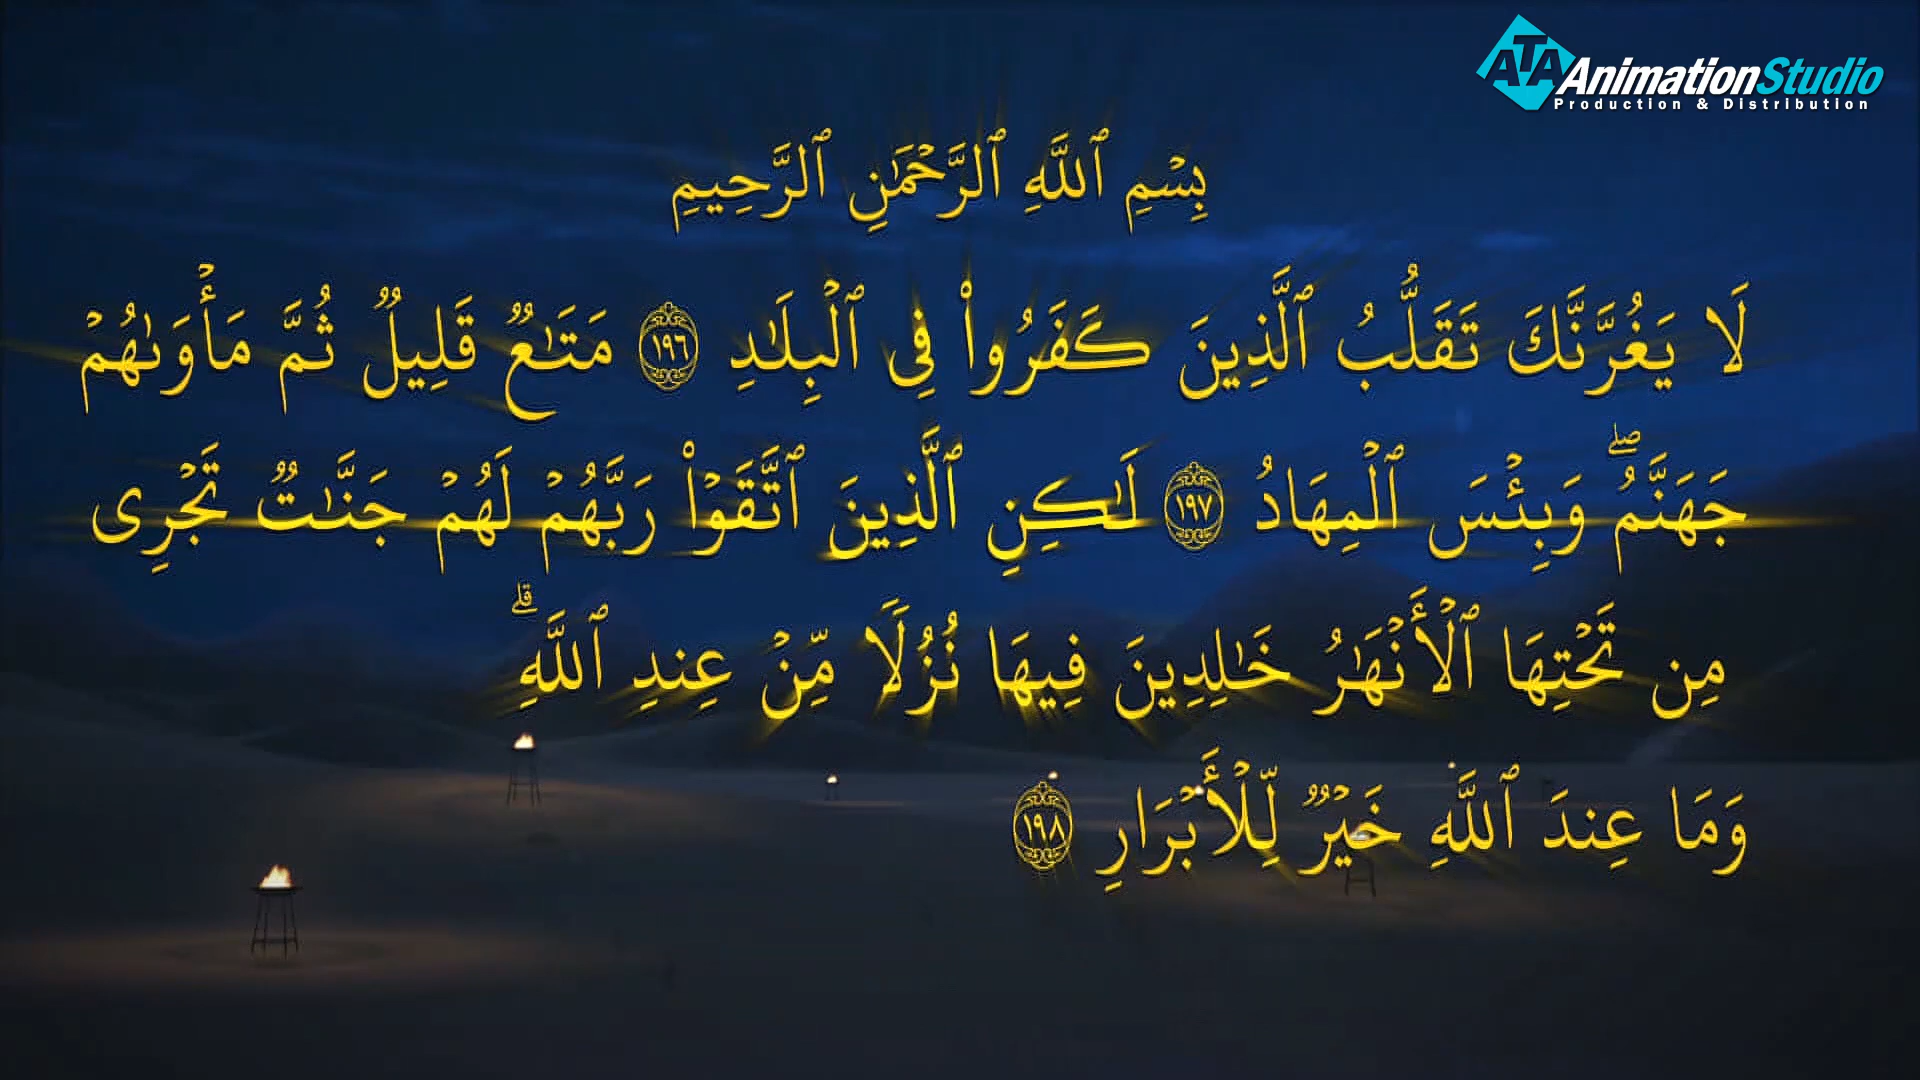 ATA AnimationStudio
Production & Distribution
بِسْمِ ٱللَّهِ ٱلرَّحْمَٰنِ ٱلرَّحِيمِ
لَا يَغُرَّنَّكَ تَقَلُّبُ ٱلَّذِينَ كَفَرُوا۟ فِى ٱلْبِلَٰدِ ١٩٦ مَتَٰعٌ قَلِيلٌ ثُمَّ مَأْوَىٰهُمْ
جَهَنَّمُ ۖ وَبِئْسَ ٱلْمِهَادُ ١٩٧ لَٰكِنِ ٱلَّذِينَ ٱتَّقَوْا۟ رَبَّهُمْ لَهُمْ جَنَّٰتٌ تَجْرِى
مِن تَحْتِهَا ٱلْأَنْهَٰرُ خَٰلِدِينَ فِيهَا نُزُلًا مِّنْ عِندِ ٱللَّهِ ۗ
وَمَا عِندَ ٱللَّهِ خَيْرٌ لِّلْأَبْرَارِ ١٩٨